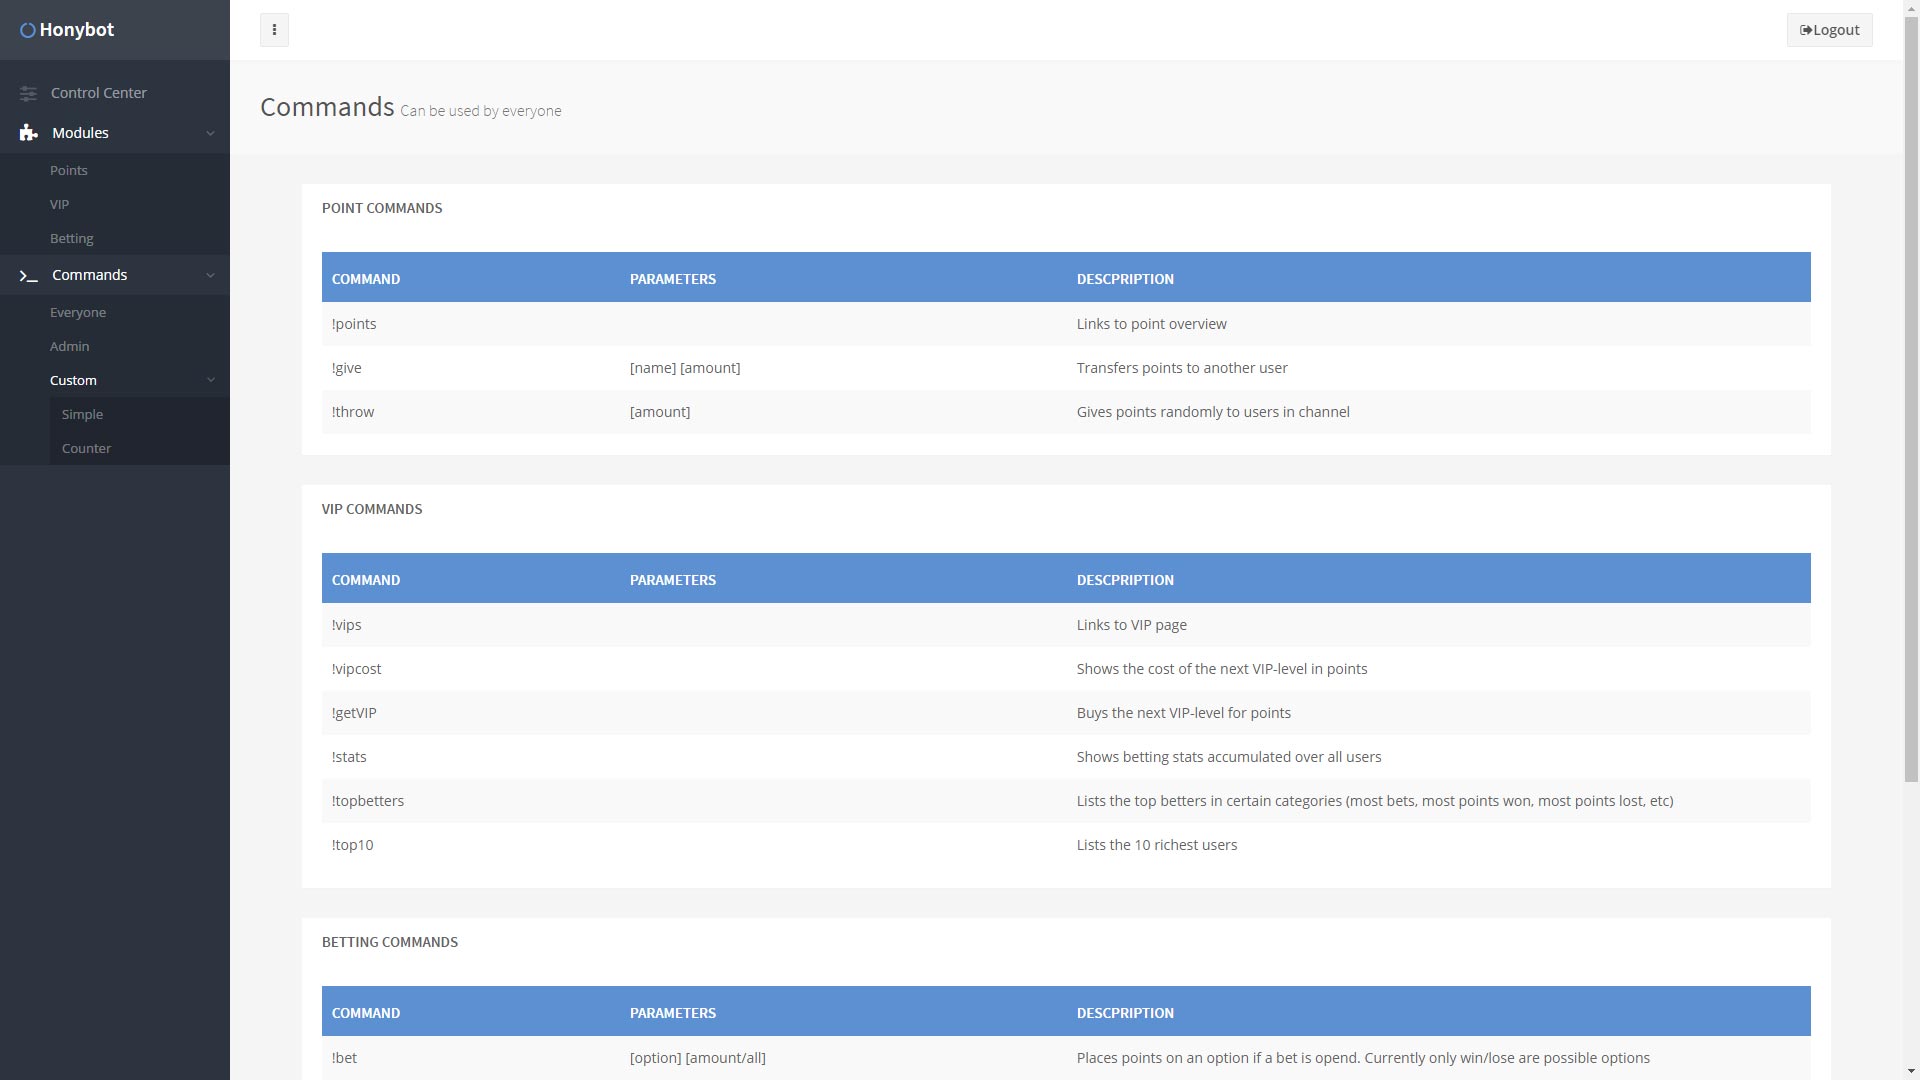 Honybot
Logout
Control Center
Modules
Points
VIP
Betting
Commands
Everyone
Admin
Custom
Simple
Counter
Commands Can be used by everyone
POINT COMMANDS
COMMAND PARAMETERS DESCPRIPTION
!points Links to point overview
!give [name] [amount] Transfers points to another user
!throw [amount] Gives points randomly to users in channel
VIP COMMANDS
COMMAND PARAMETERS DESCPRIPTION
!vips Links to VIP page
!vipcost Shows the cost of the next VIP-level in points
!getVIP Buys the next VIP-level for points
!stats Shows betting stats accumulated over all users
!topbetters Lists the top betters in certain categories (most bets, most points won, most points lost, etc)
!top10 Lists the 10 richest users
BETTING COMMANDS
COMMAND PARAMETERS DESCPRIPTION
!bet [option] [amount/all] Places points on an option if a bet is opend. Currently only win/lose are possible options